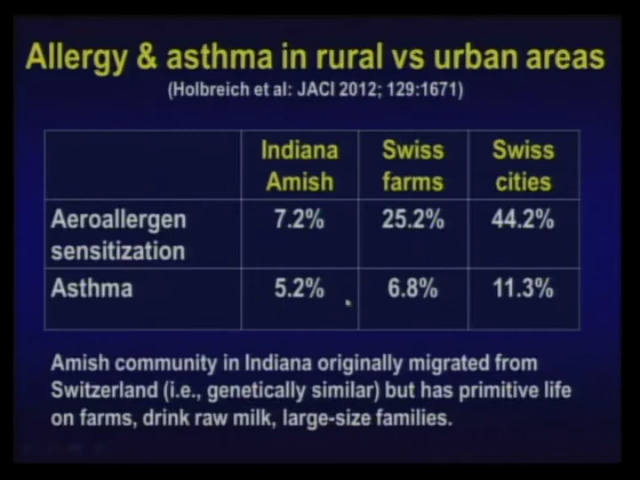 Allergy & asthma in rural vs urban areas
(Holbreich et al: JACI 2012; 129:1671)
Indiana Amish
Swiss farms
Swiss cities
Aeroallergen sensitization
7.2%
25.2%
44.2%
Asthma
5.2%
6.8%
11.3%
Amish community in Indiana originally migrated from
Switzerland (i.e., genetically similar) but has primitive life
on farms, drink raw milk, large-size families.